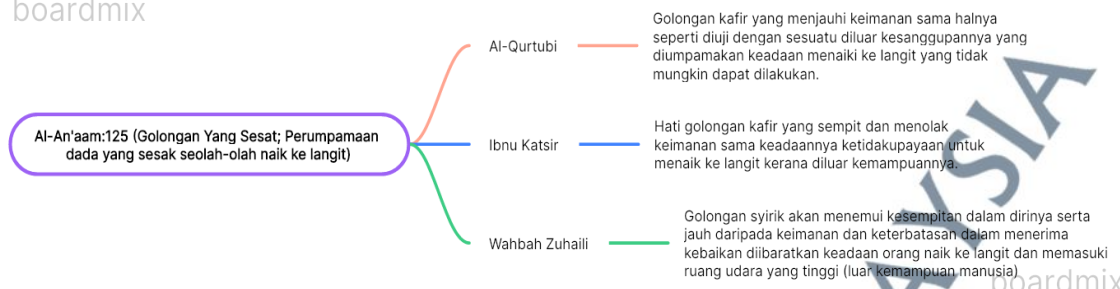 boardmix
Golongan kafir yang menjauhi keimanan sama halnya
seperti diuji dengan sesuatu diluar kesanggupannya yang
diumpamakan keadaan menaiki ke langit yang tidak
mungkin dapat dilakukan.
Al-Qurtubi
Al-An'aam:125 (Golongan Yang Sesat; Perumpamaan
dada yang sesak seolah-olah naik ke langit)
Ibnu Katsir
Hati golongan kafir yang sempit dan menolak
keimanan sama keadaannya ketidakupayaan untuk
menaik ke langit kerana diluar kemampuannya.
Wahbah Zuhaili
Golongan syirik akan menemui kesempitan dalam dirinya serta
jauh daripada keimanan dan keterbatasan dalam menerima
kebaikan diibaratkan keadaan orang naik ke langit dan memasuki
ruang udara yang tinggi (luar kemampuan manusia)
boardmix
AYSIA